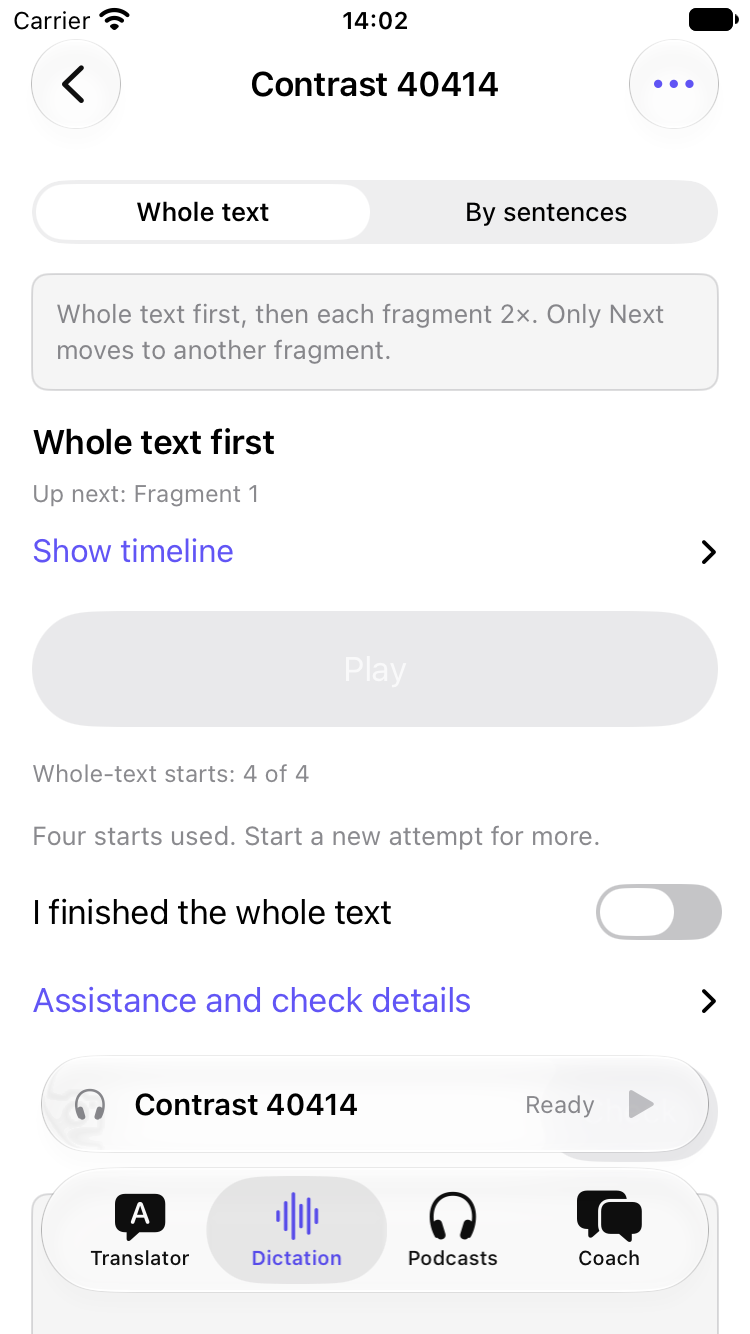 Carrier
14:02
Contrast 40414
Whole text
By sentences
Whole text first, then each fragment 2×. Only Next
moves to another fragment.
Whole text first
Up next: Fragment 1
Show timeline
Play
Whole-text starts: 4 of 4
Four starts used. Start a new attempt for more.
I finished the whole text
Assistance and check details
Contrast 40414
Ready
Translator
Dictation
Podcasts
Coach